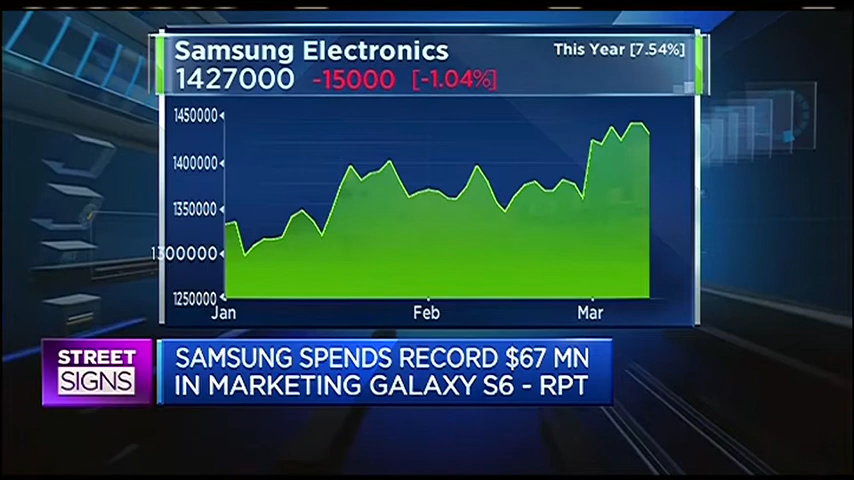 Samsung Electronics
This Year [7.54%]
1427000 -15000 [-1.04%]
1450000
1400000
1350000
1300000
1250000
Jan Feb Mar
STREET
SIGNS
SAMSUNG SPENDS RECORD $67 MN
IN MARKETING GALAXY S6 - RPT